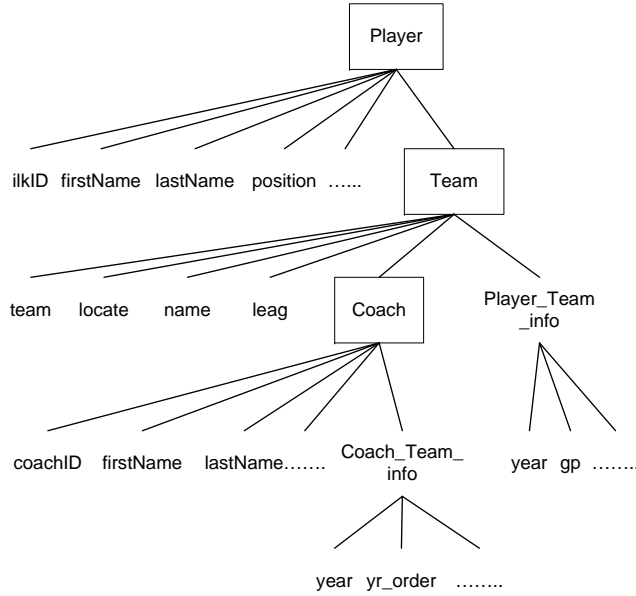 Player
ilkID firstName lastName position …...
Team
team locate name leag
Coach
Player_Team
_info
coachID firstName lastName…….
Coach_Team_
info
year gp ……..
year yr_order ……..